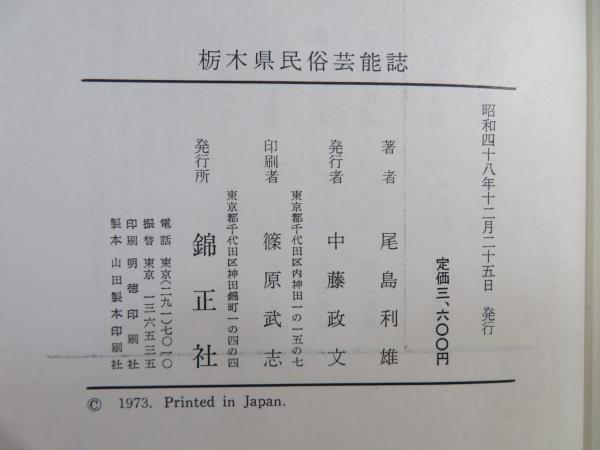 栃木県民俗芸能誌
昭和四十八年十二月二十五日　発行
定価三、六〇〇円
著者　尾島利雄
発行者　中藤政文
東京都千代田区内神田一の一五の七
印刷者　篠原武志
東京都千代田区神田錦町一の四の四
発行所　錦正社
電話　東京(二九一)七〇一〇
振替　東京　一三六五三五
印刷　明徳印刷社
製本　山田製本印刷社
© 1973. Printed in Japan.